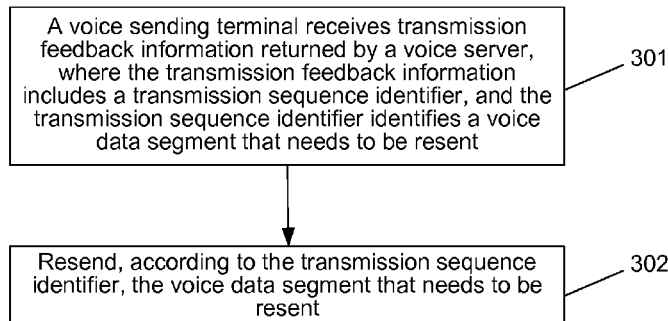 A voice sending terminal receives transmission
feedback information returned by a voice server,
where the transmission feedback information
includes a transmission sequence identifier, and the
transmission sequence identifier identifies a voice
data segment that needs to be resent
301
Resend, according to the transmission sequence
identifier, the voice data segment that needs to be
resent
302